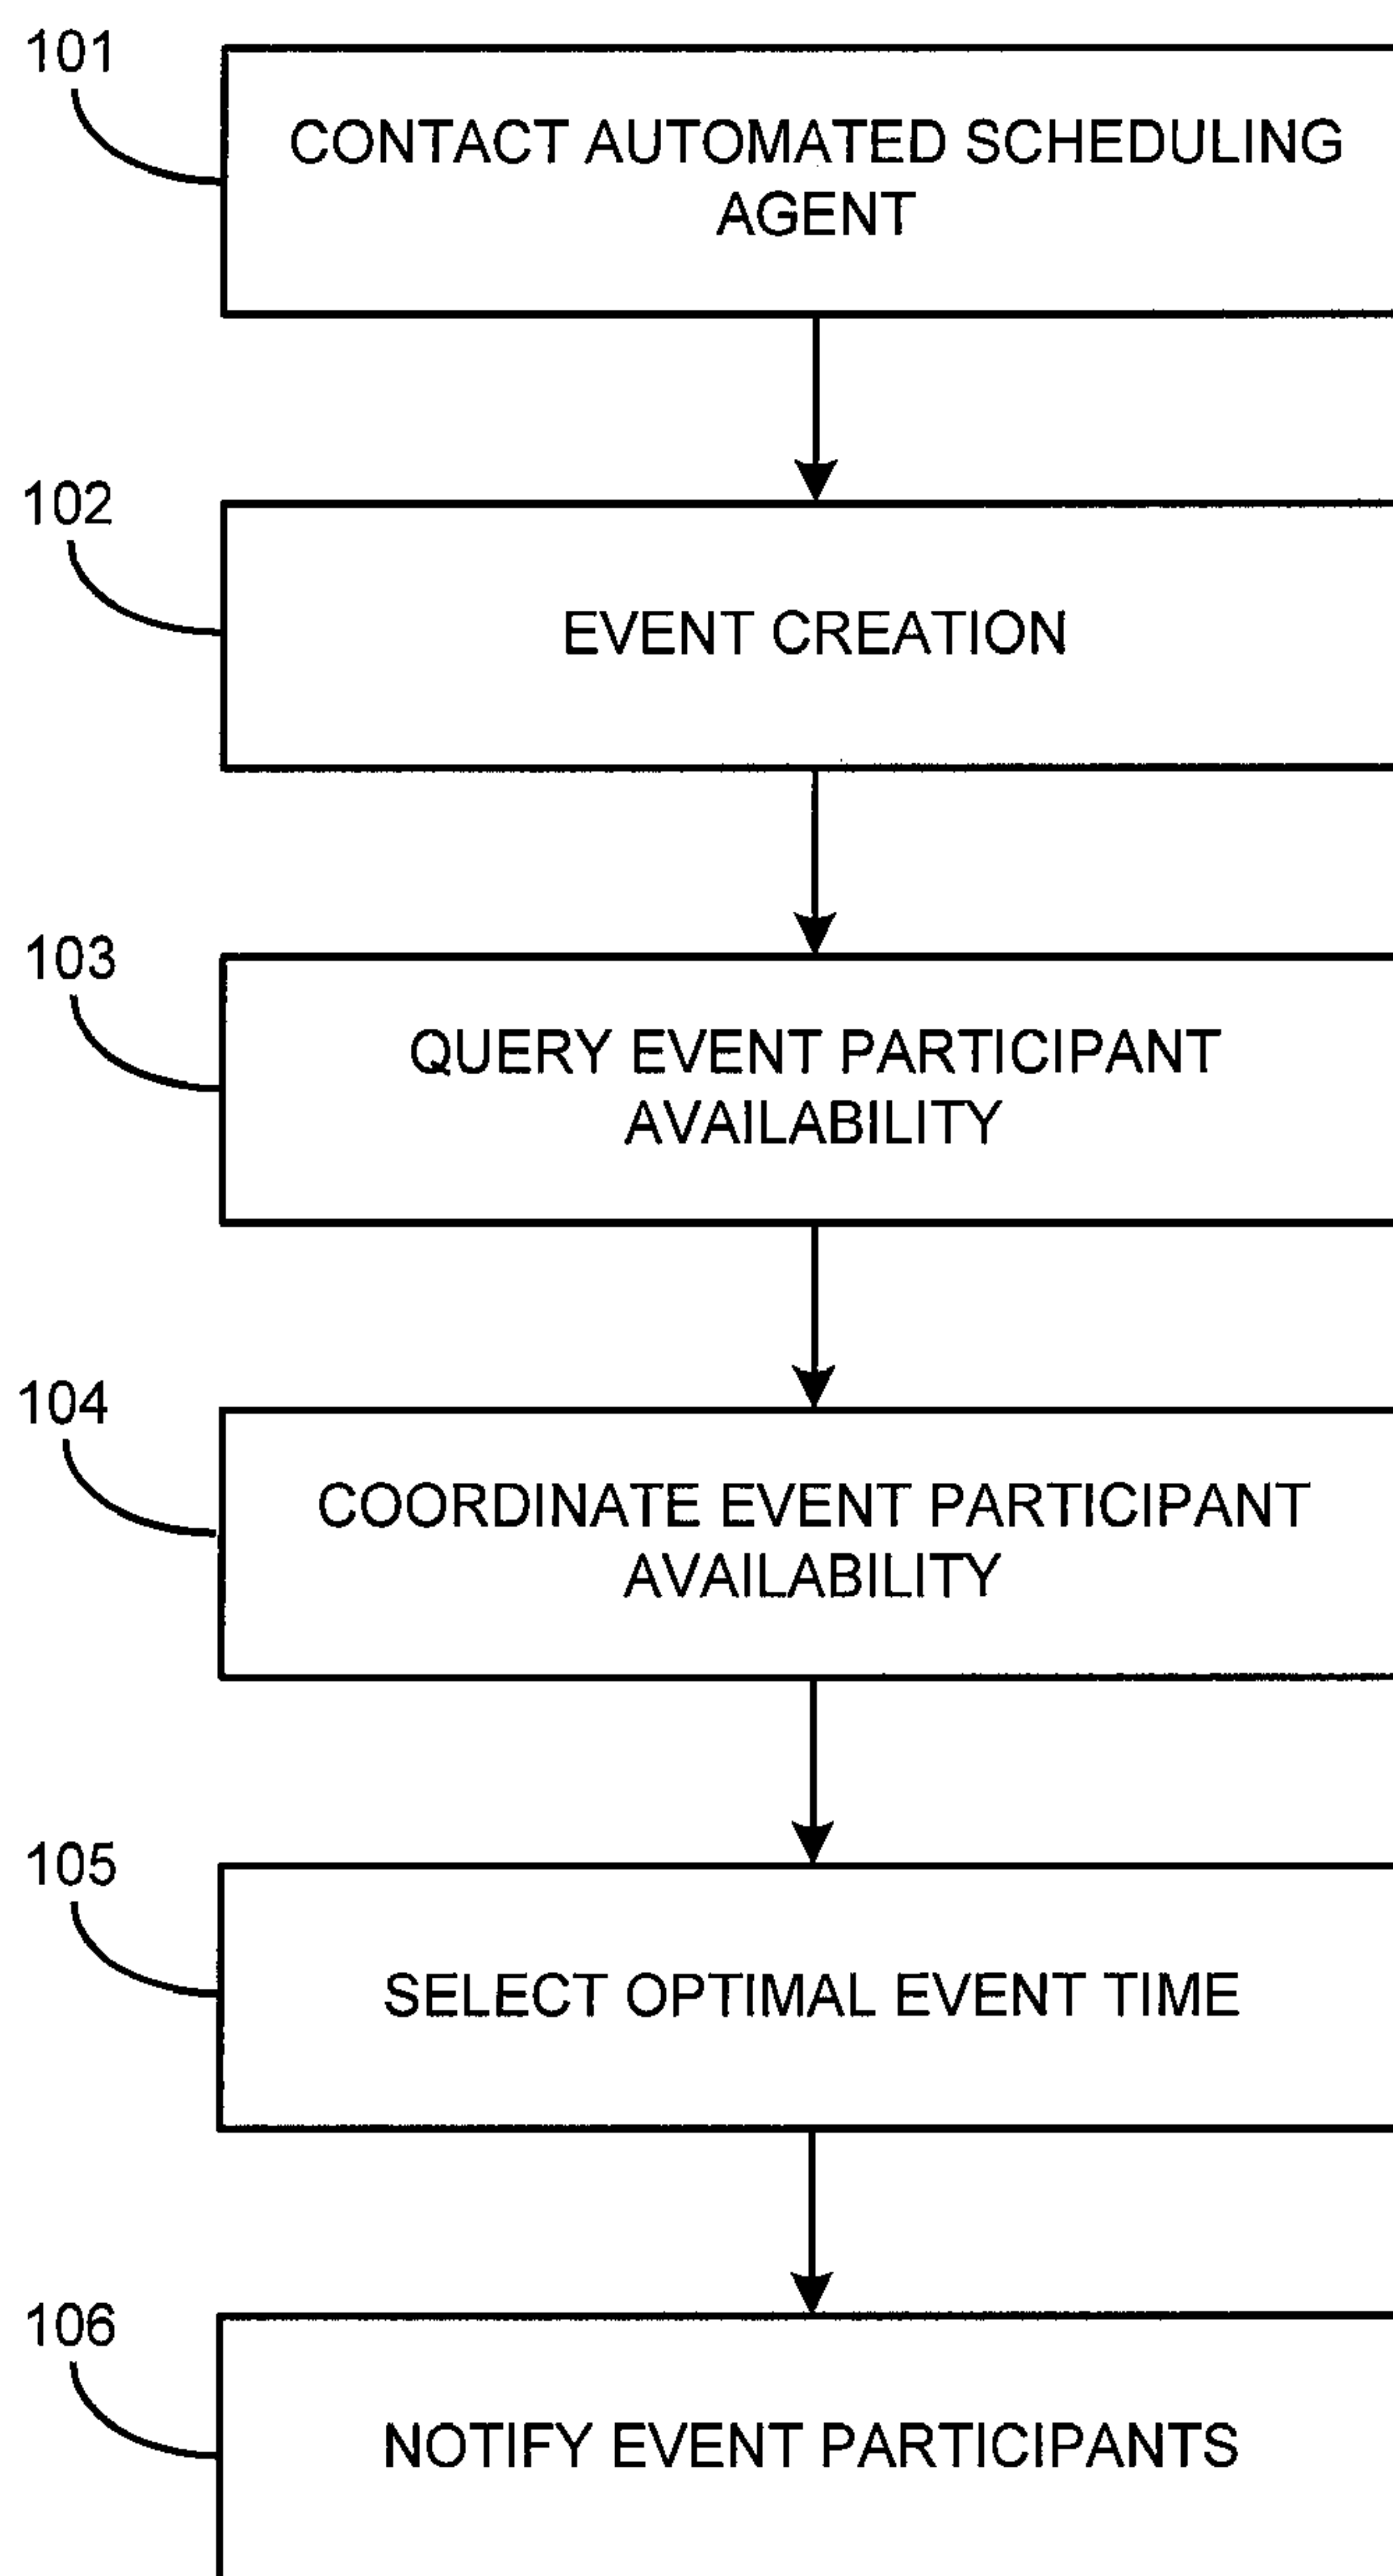 101
CONTACT AUTOMATED SCHEDULING
AGENT
102
EVENT CREATION
103
QUERY EVENT PARTICIPANT
AVAILABILITY
104
COORDINATE EVENT PARTICIPANT
AVAILABILITY
105
SELECT OPTIMAL EVENT TIME
106
NOTIFY EVENT PARTICIPANTS